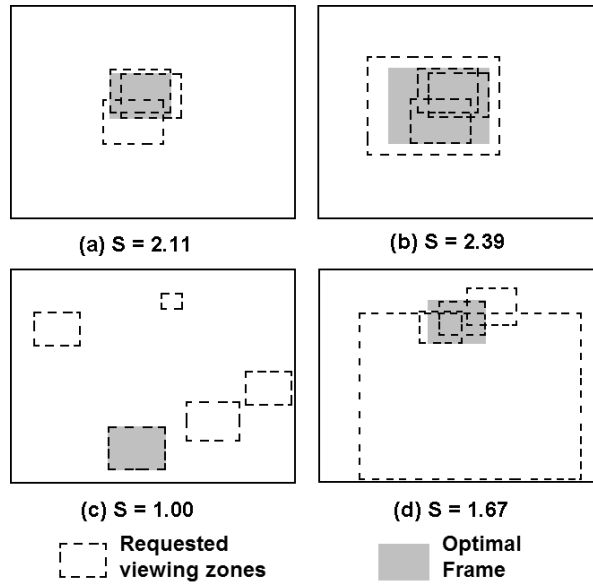 (a) S = 2.11
(b) S = 2.39
(c) S = 1.00
(d) S = 1.67
Requested
viewing zones
Optimal
Frame